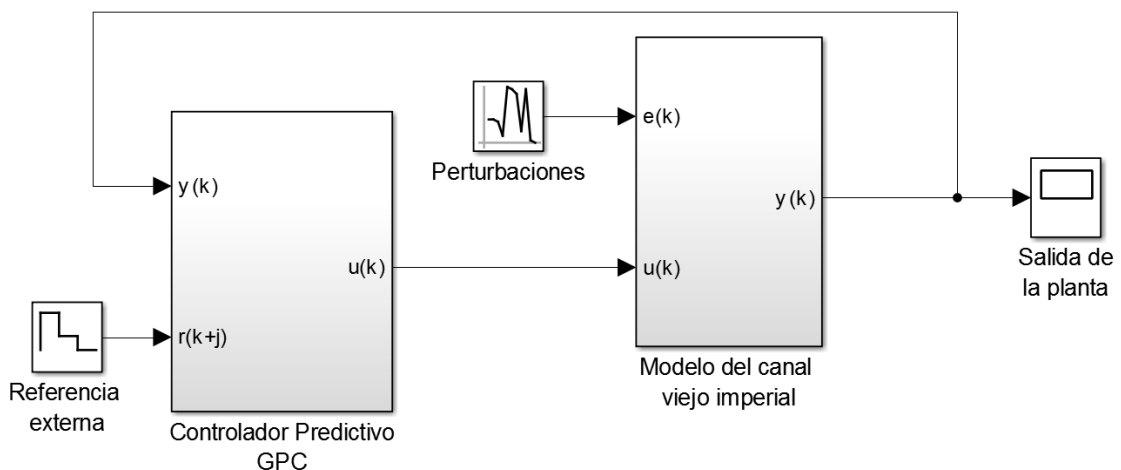 e(k)
Perturbaciones
y(k)
y(k)
u(k)
u(k)
Salida de
la planta
r(k+j)
Modelo del canal
viejo imperial
Referencia
externa
Controlador Predictivo
GPC